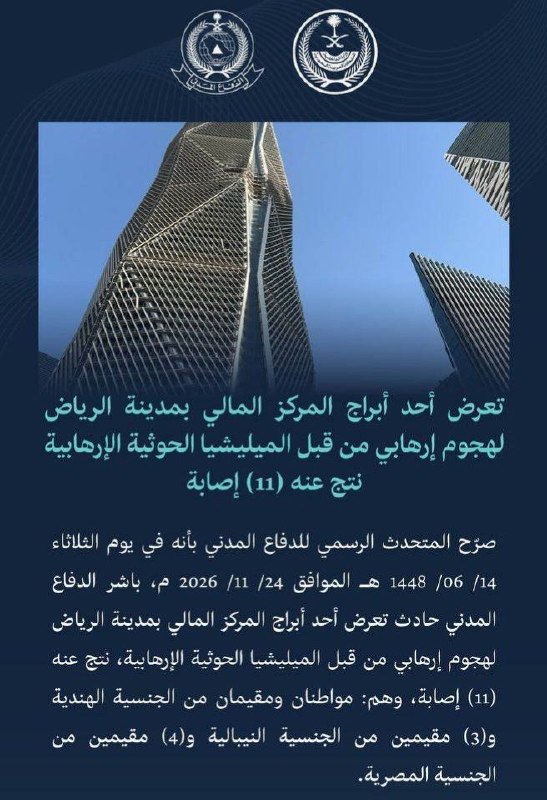 الدفاع المدني
تعرض أحد أبراج المركز المالي بمدينة الرياض
لهجوم إرهابي من قبل الميليشيا الحوثية الإرهابية
نتج عنه (11) إصابة
صرّح المتحدث الرسمي للدفاع المدني بأنه في يوم الثلاثاء
14/ 06/ 1448 هـ الموافق 24/ 11/ 2026 م، باشر الدفاع
المدني حادث تعرض أحد أبراج المركز المالي بمدينة الرياض
لهجوم إرهابي من قبل الميليشيا الحوثية الإرهابية، نتج عنه
(11) إصابة، وهم: مواطنان ومقيمان من الجنسية الهندية
و(3) مقيمين من الجنسية النيبالية و(4) مقيمين من
الجنسية المصرية.